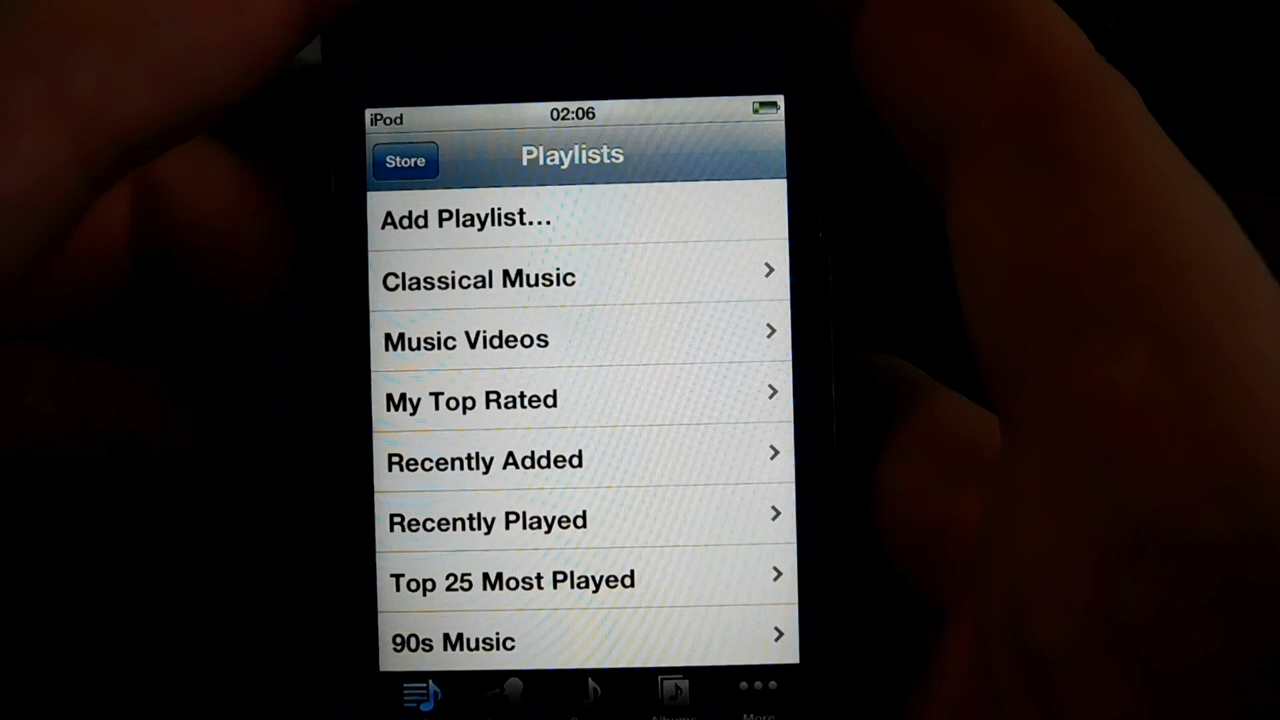 iPod 02:06
Store Playlists
Add Playlist...
Classical Music
Music Videos
My Top Rated
Recently Added
Recently Played
Top 25 Most Played
90s Music
More